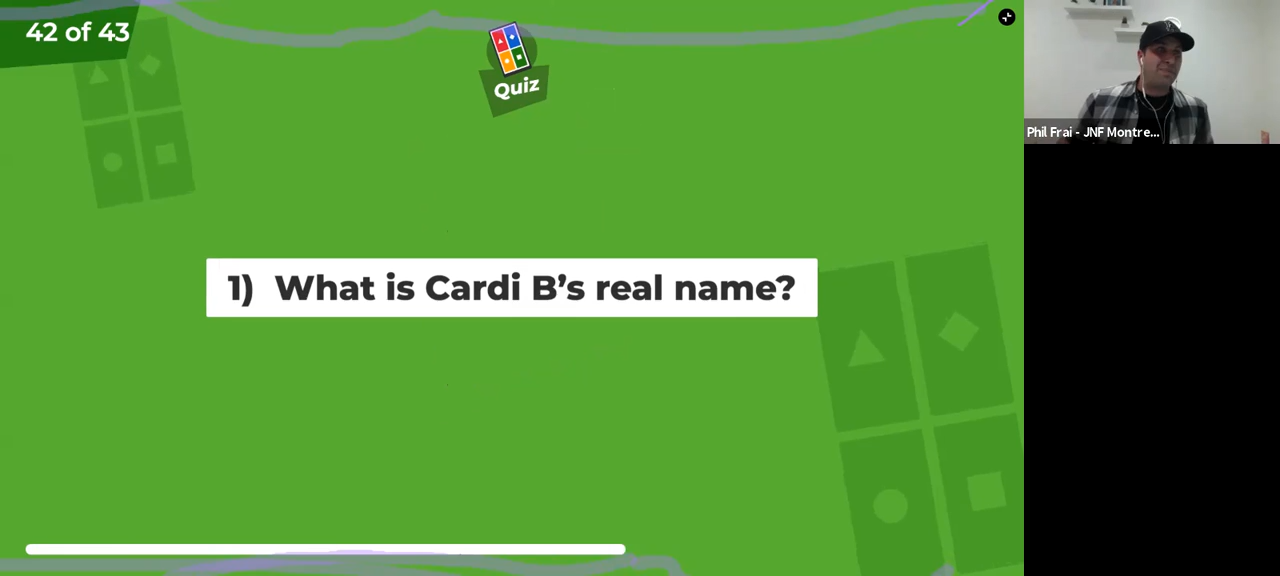 42 of 43
Quiz
1) What is Cardi B’s real name?
Phil Frai - JNF Montre...